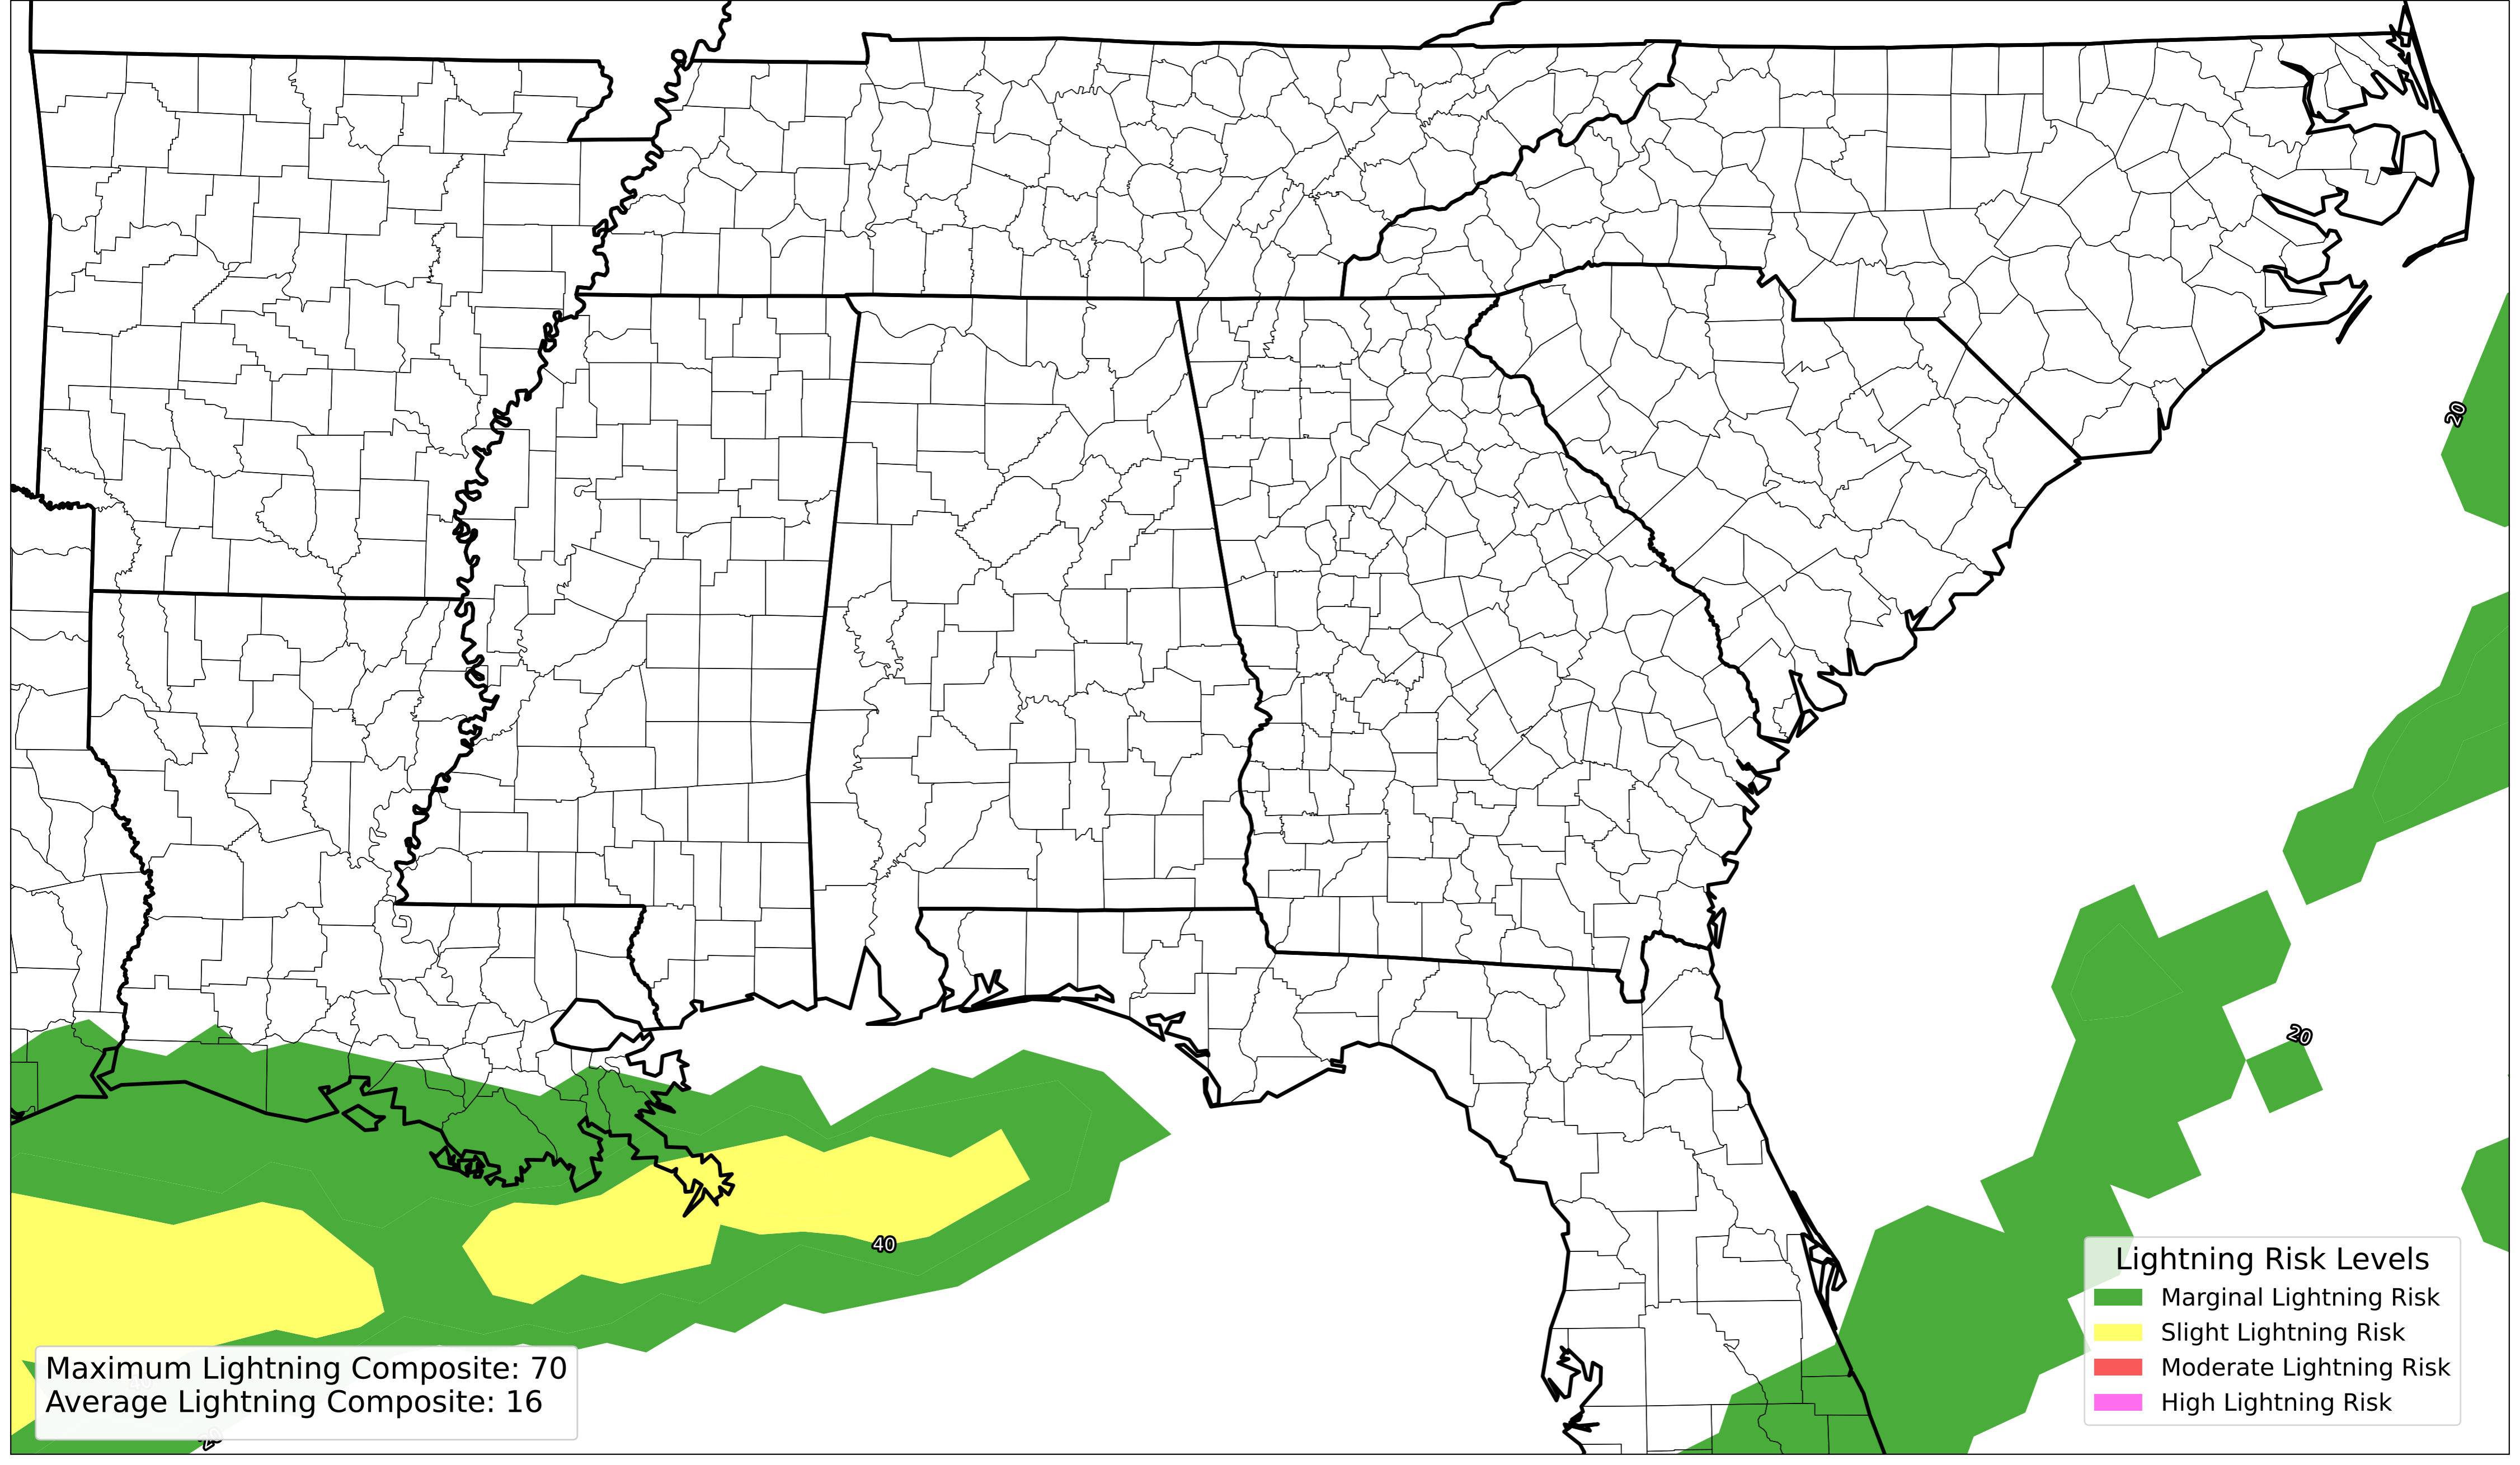 20
20
40
Lightning Risk Levels
Marginal Lightning Risk
Slight Lightning Risk
Moderate Lightning Risk
High Lightning Risk
Maximum Lightning Composite: 70
Average Lightning Composite: 16